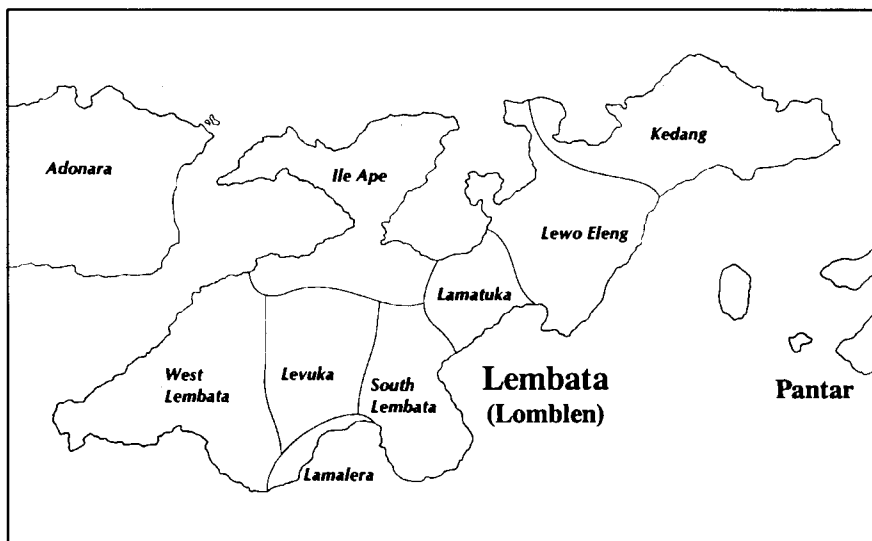 Kedang
Adonara
Ile Ape
Lewo Eleng
Lamatuka
West
Lembata
Levuka
South
Lembata
Lembata
(Lomblen)
Pantar
Lamalera